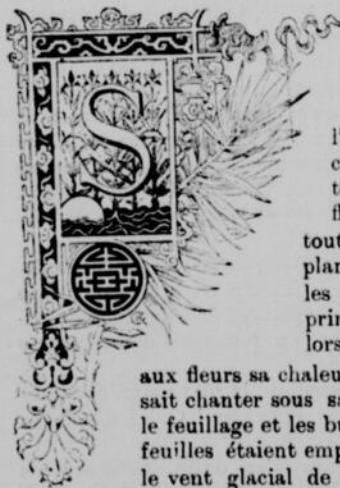 S
l'
c
te
fl
tout
plan
les
prin
lors
aux fleurs sa chaleu
sait chanter sous sa
le feuillage et les bu
feuilles étaient emp
le vent glacial de